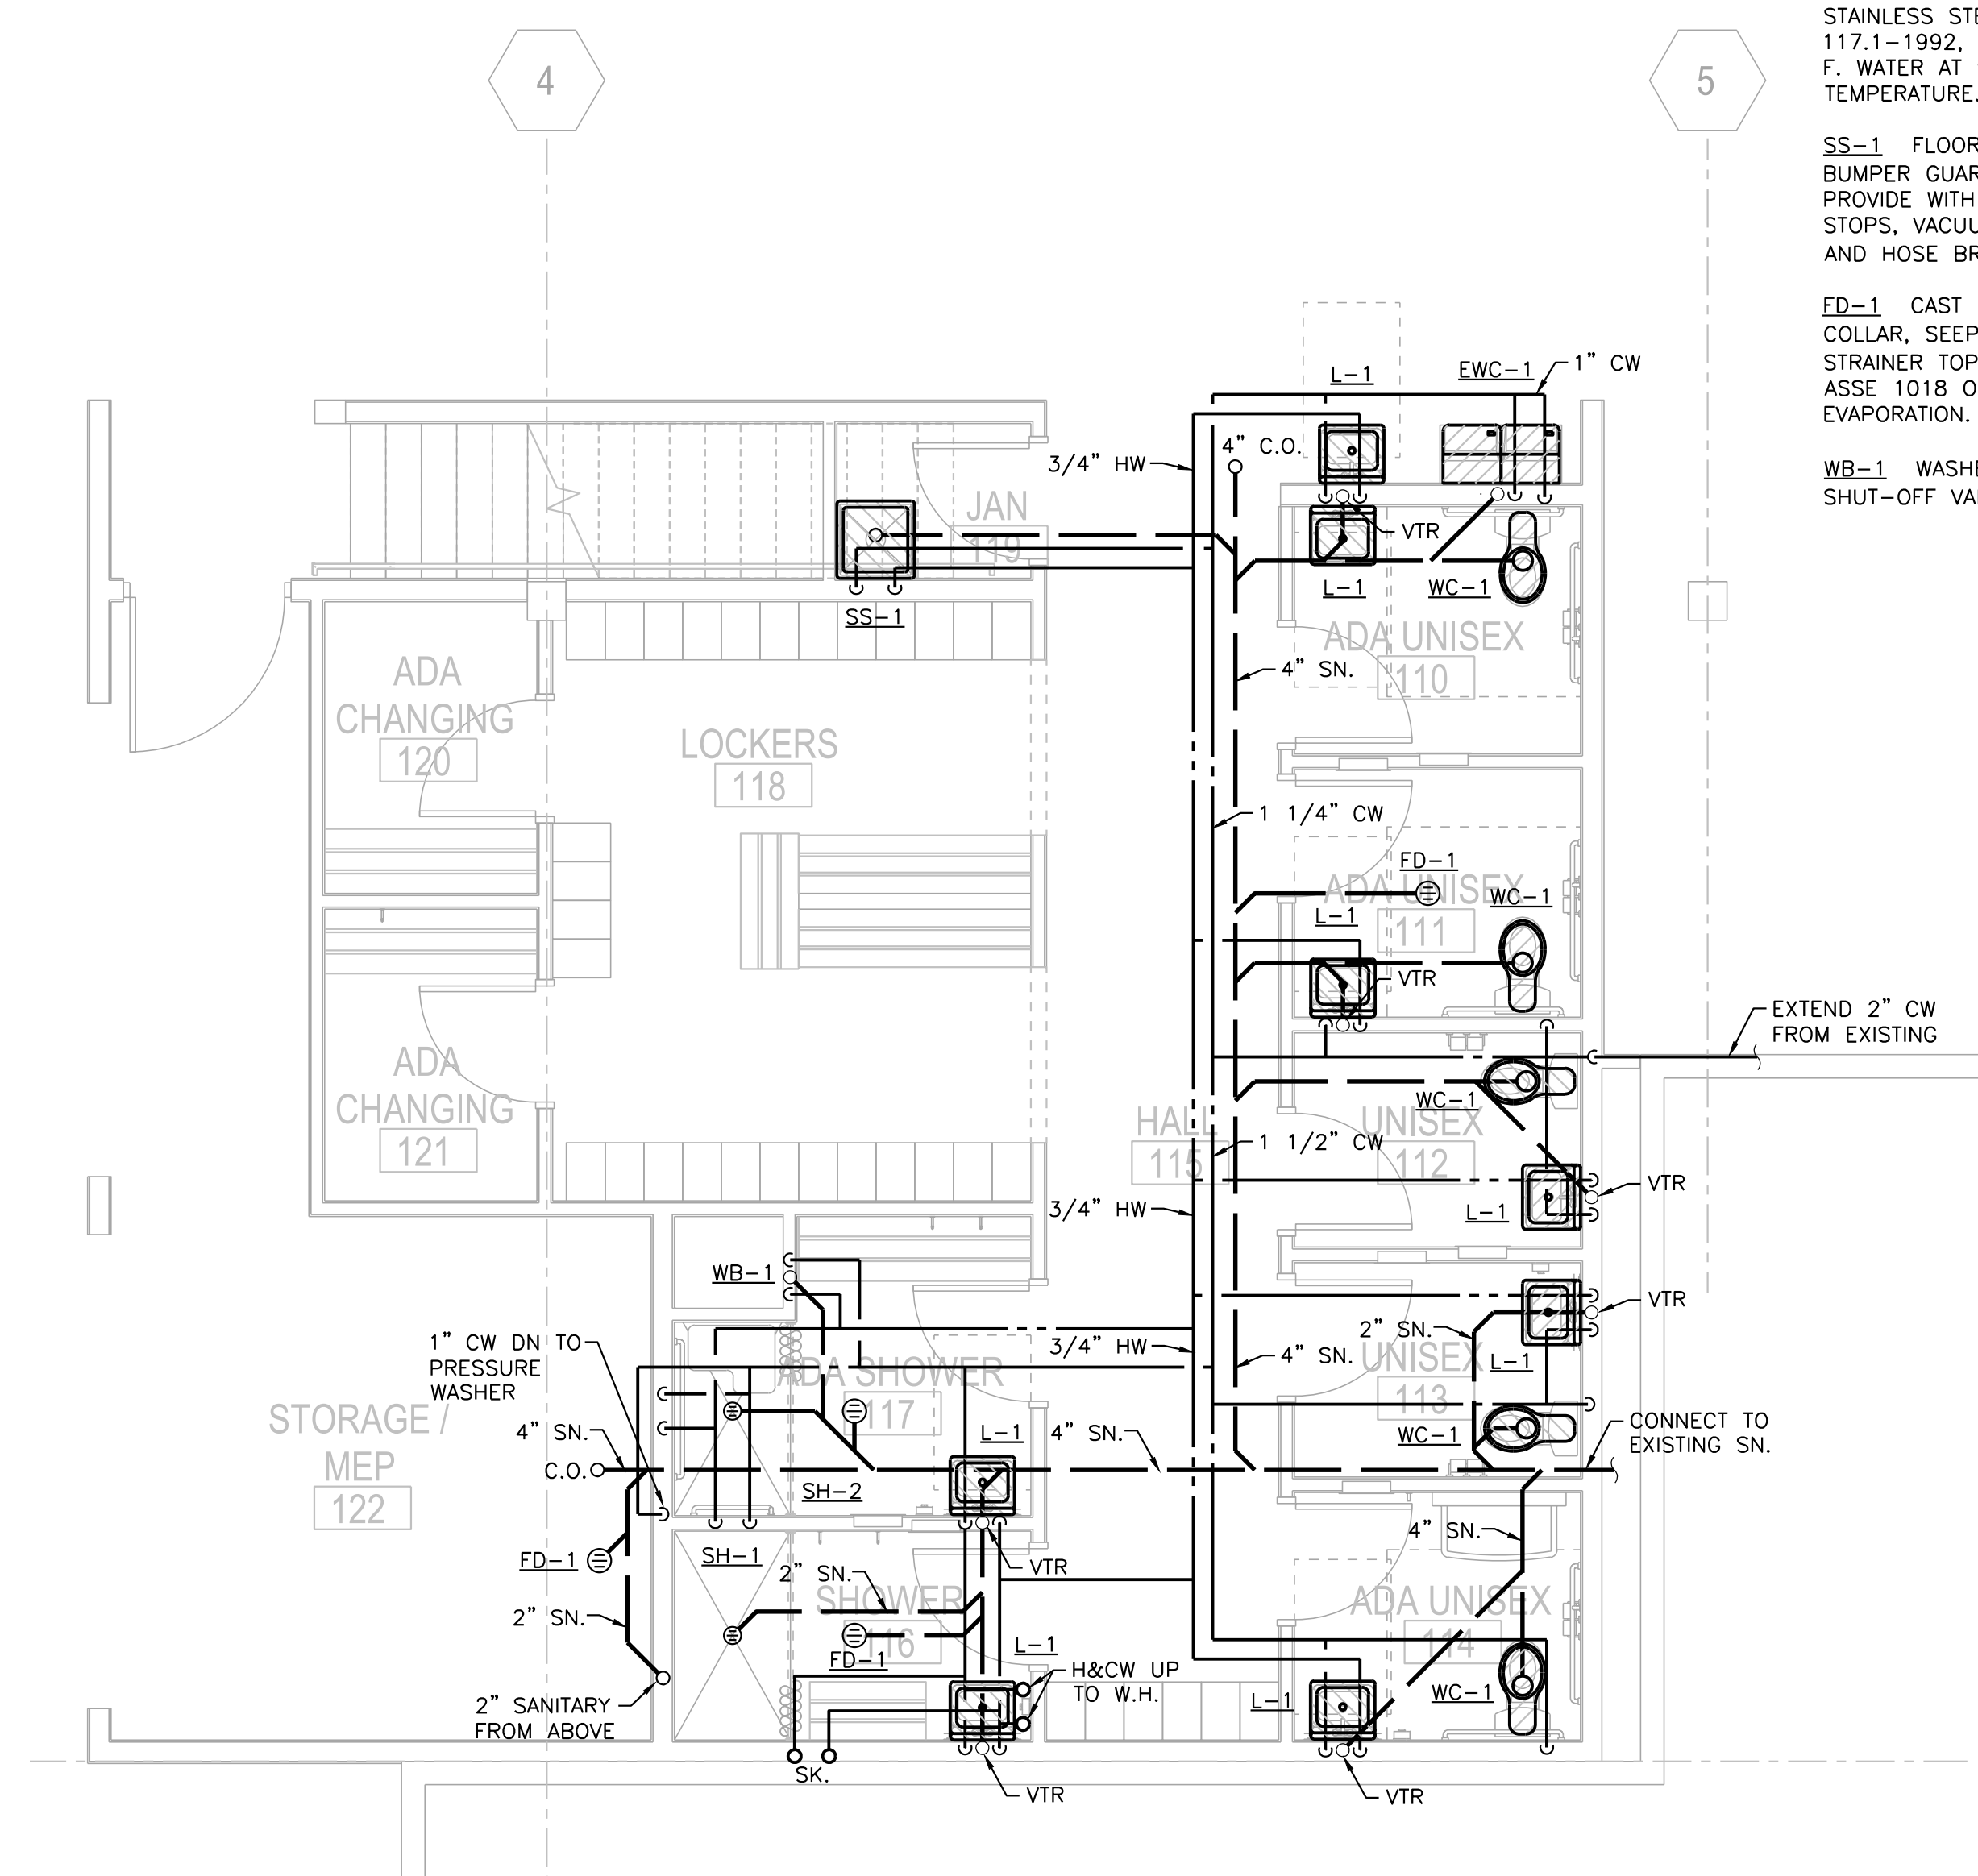 4
5
STAINLESS STE
117.1-1992,
F. WATER AT
TEMPERATURE.
SS-1 FLOOR
BUMPER GUAR
PROVIDE WITH
STOPS, VACUU
AND HOSE BR
FD-1 CAST
COLLAR, SEEP
STRAINER TOP
ASSE 1018 O
EVAPORATION.
WB-1 WASHE
SHUT-OFF VA
L-1
EWC-1
1" CW
4" C.O.
3/4" HW
JAN
119
VTR
L-1
WC-1
SS-1
ADA UNISEX
110
4" SN.
ADA
CHANGING
120
LOCKERS
118
1 1/4" CW
FD-1
ADA UNISEX
111
WC-1
L-1
VTR
EXTEND 2" CW
FROM EXISTING
ADA
CHANGING
121
WC-1
HALL
115
UNISEX
112
1 1/2" CW
VTR
3/4" HW
L-1
WB-1
VTR
2" SN.
3/4" HW
4" SN.
UNISEX
113
L-1
1" CW DN TO
PRESSURE
WASHER
ADA SHOWER
117
STORAGE /
MEP
122
4" SN.
L-1
4" SN.
WC-1
CONNECT TO
EXISTING SN.
C.O.
SH-2
4" SN.
FD-1
SH-1
VTR
2" SN.
SHOWER
116
ADA UNISEX
114
2" SN.
FD-1
L-1
H&CW UP
TO W.H.
L-1
WC-1
2" SANITARY
FROM ABOVE
SK.
VTR
VTR